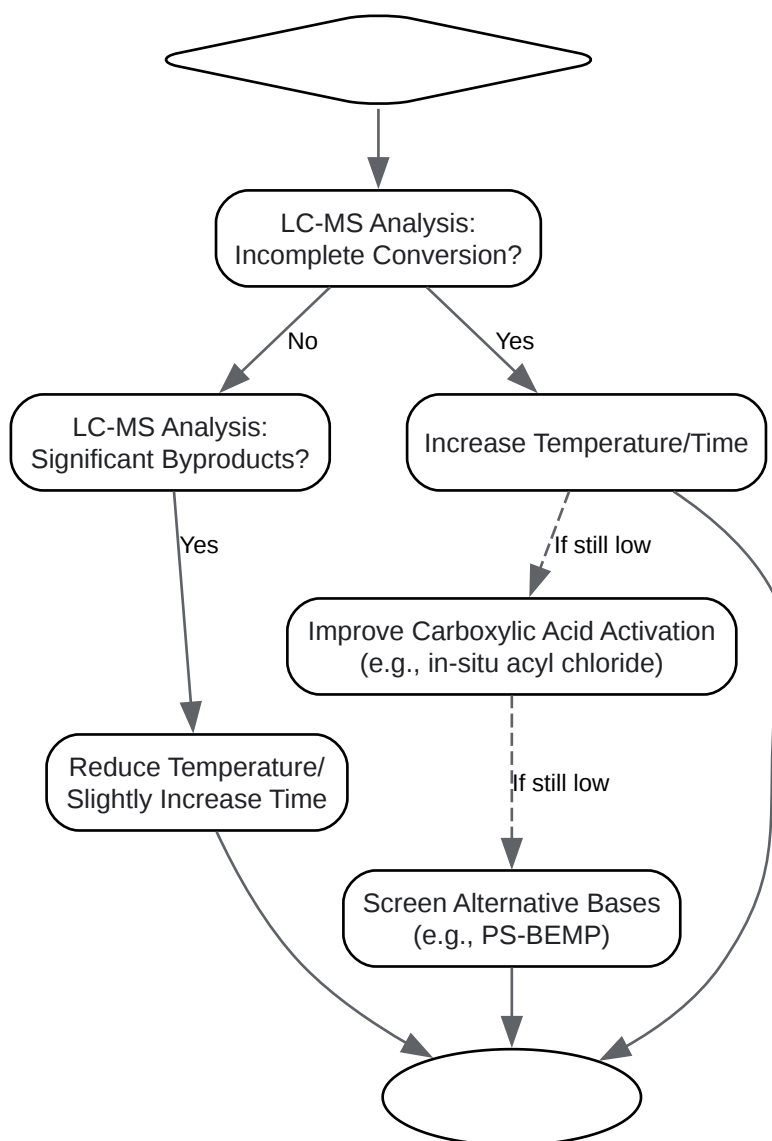 LC-MS Analysis:
Incomplete Conversion?
No
Yes
LC-MS Analysis:
Significant Byproducts?
Increase Temperature/Time
Yes
If still low
Improve Carboxylic Acid Activation
(e.g., in-situ acyl chloride)
Reduce Temperature/
Slightly Increase Time
If still low
Screen Alternative Bases
(e.g., PS-BEMP)